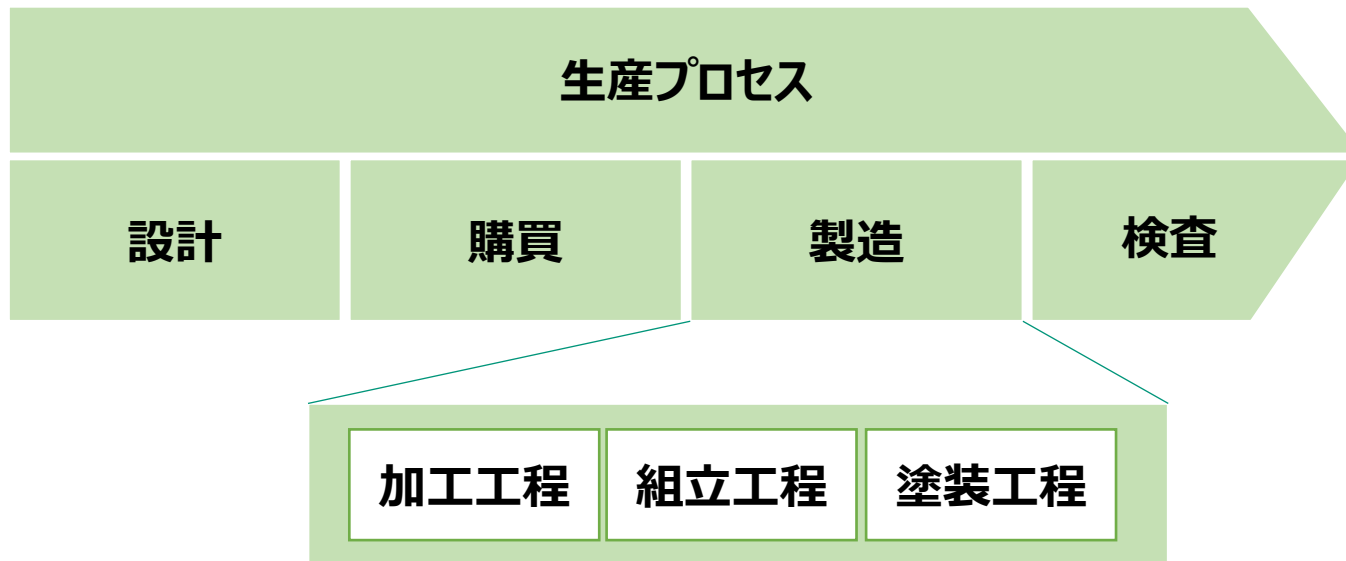 生産プロセス
設計
購買
製造
検査
加工工程
組立工程
塗装工程